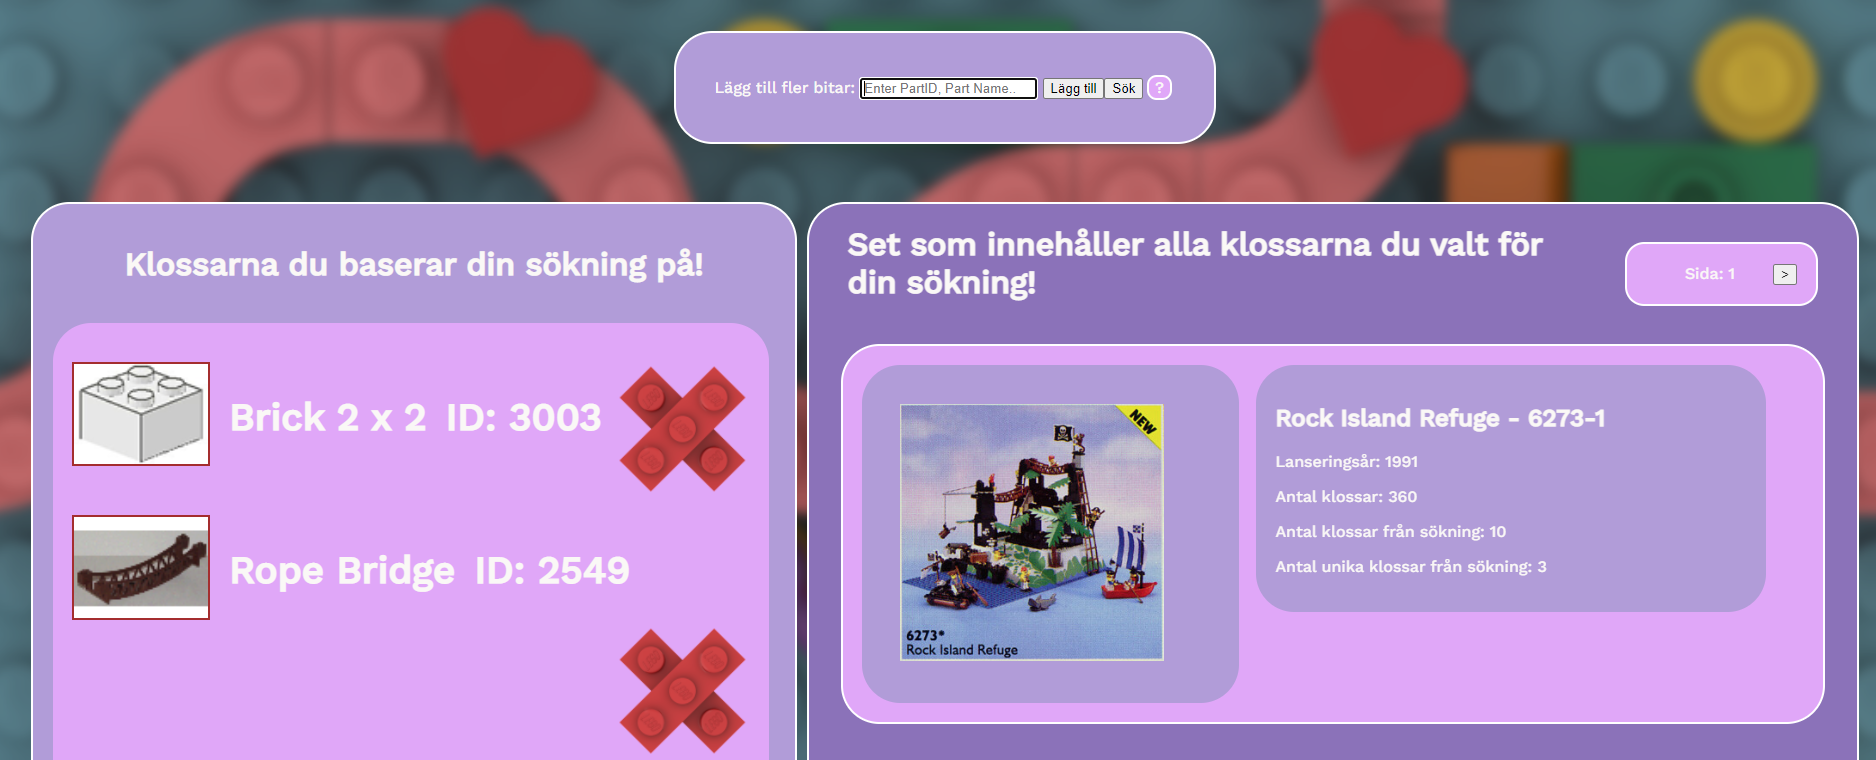 Lägg till fler bitar: Enter PartID, Part Name.. Lägg till Sök ?
Klossarna du baserar din sökning på!
Brick 2 x 2 ID: 3003
Rope Bridge ID: 2549
Set som innehåller alla klossarna du valt för
din sökning!
Sida: 1 >
NEW
6273*
Rock Island Refuge
Rock Island Refuge - 6273-1
Lanseringsår: 1991
Antal klossar: 360
Antal klossar från sökning: 10
Antal unika klossar från sökning: 3